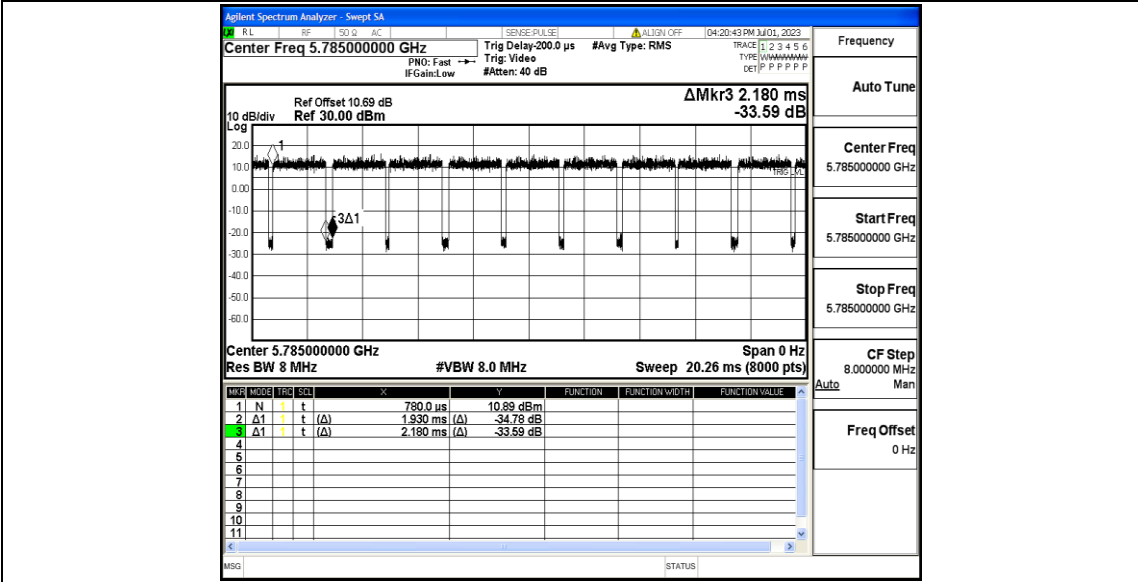 Agilent Spectrum Analyzer - Swept SA
RL RF 50 Ω AC SENSE:PULSE ALIGN OFF 04:20:43 PM Jul 01, 2023
Center Freq 5.785000000 GHz
Trig Delay-200.0 µs #Avg Type: RMS
TRACE 1 2 3 4 5 6
PNO: Fast Trig: Video
TYPE WWWWWW
IFGain:Low #Atten: 40 dB
DET P P P P P P
ΔMkr3 2.180 ms
-33.59 dB
Ref Offset 10.69 dB
10 dB/div Ref 30.00 dBm
Log
20.0
10.0
0.00
-10.0
-20.0
-30.0
-40.0
-50.0
-60.0
1
3Δ1
TRIG LVL
Center 5.785000000 GHz Span 0 Hz
Res BW 8 MHz #VBW 8.0 MHz Sweep 20.26 ms (8000 pts)
MKR MODE TRC SCL X Y FUNCTION FUNCTION WIDTH FUNCTION VALUE
1 N t 780.0 µs 10.89 dBm
2 Δ1 t (Δ) 1.930 ms (Δ) -34.78 dB
3 Δ1 t (Δ) 2.180 ms (Δ) -33.59 dB
4
5
6
7
8
9
10
11
MSG STATUS
Frequency
Auto Tune
Center Freq
5.785000000 GHz
Start Freq
5.785000000 GHz
Stop Freq
5.785000000 GHz
CF Step
8.000000 MHz
Auto Man
Freq Offset
0 Hz